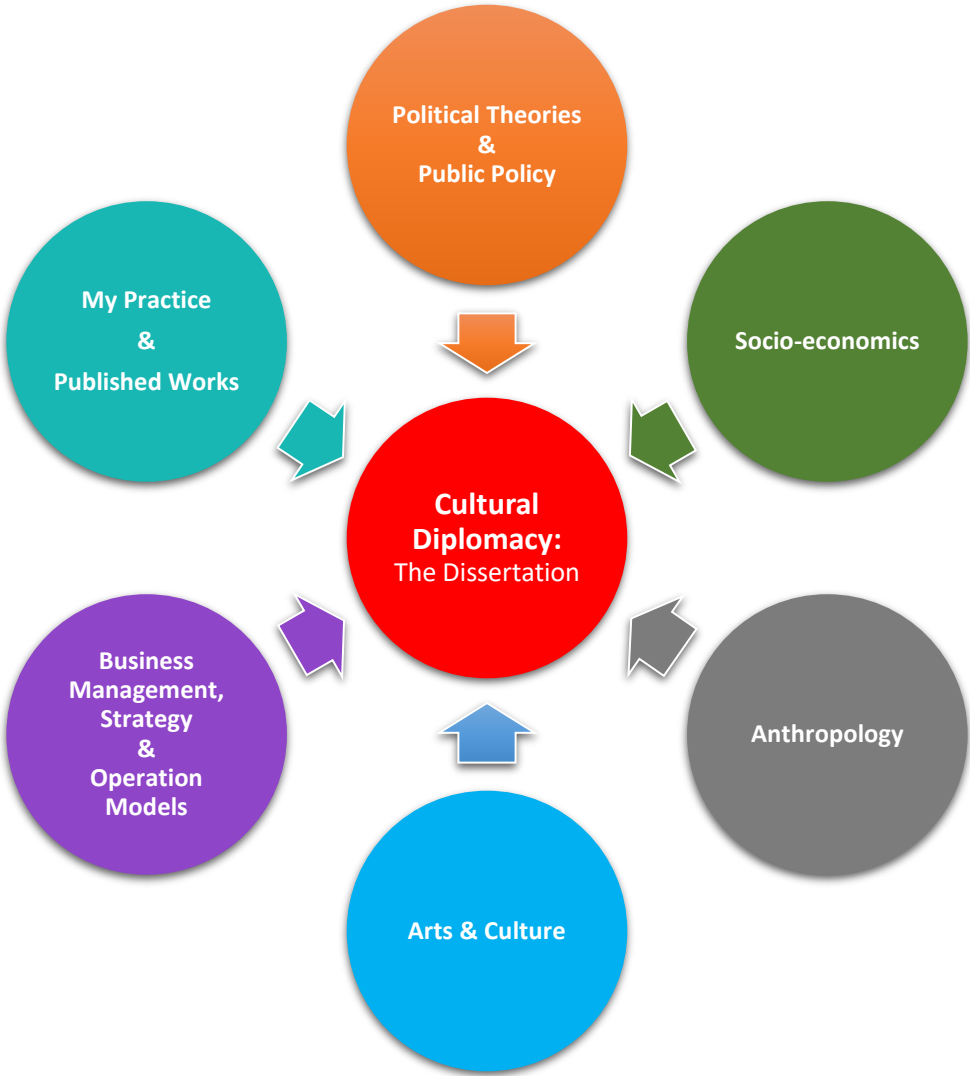 Political Theories
&
Public Policy
My Practice
&
Published Works
Socio-economics
Cultural
Diplomacy:
The Dissertation
Business
Management,
Strategy
&
Operation
Models
Anthropology
Arts & Culture